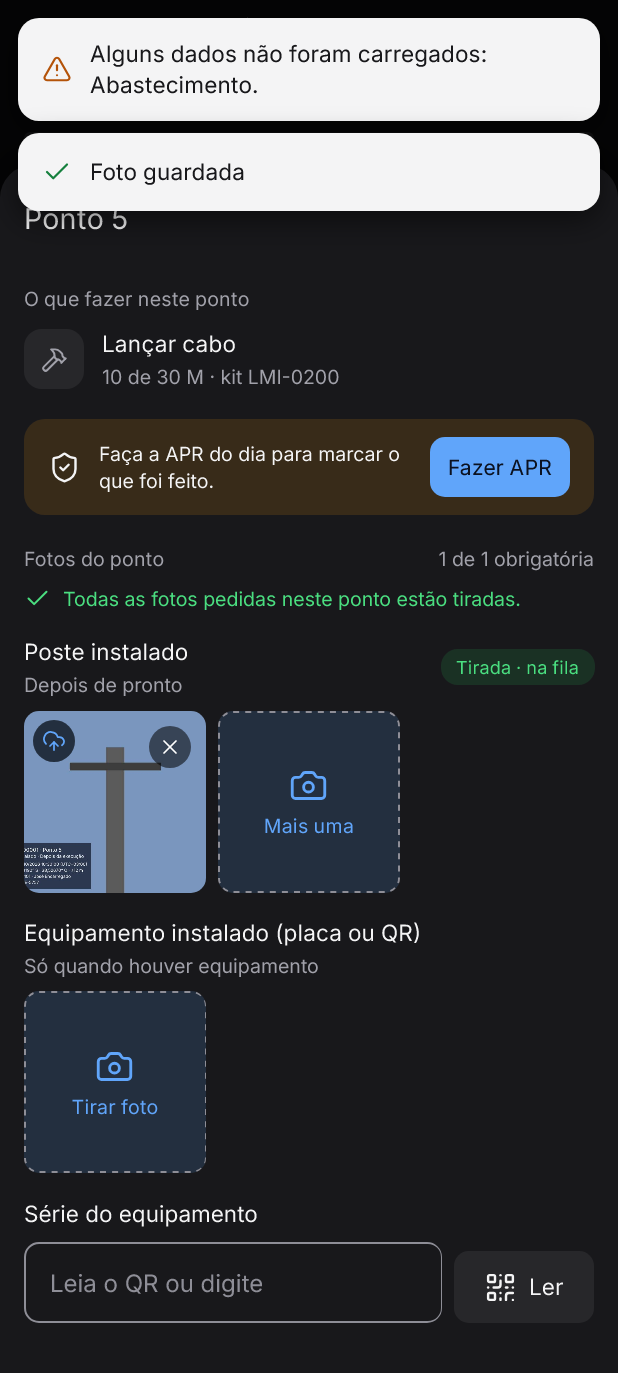 Alguns dados não foram carregados:
Abastecimento.
Foto guardada
Ponto 5
O que fazer neste ponto
Lançar cabo
10 de 30 M · kit LMI-0200
Faça a APR do dia para marcar o
que foi feito.
Fazer APR
Fotos do ponto
1 de 1 obrigatória
Todas as fotos pedidas neste ponto estão tiradas.
Poste instalado
Tirada · na fila
Depois de pronto
Mais uma
Equipamento instalado (placa ou QR)
Só quando houver equipamento
Tirar foto
Série do equipamento
Leia o QR ou digite
Ler